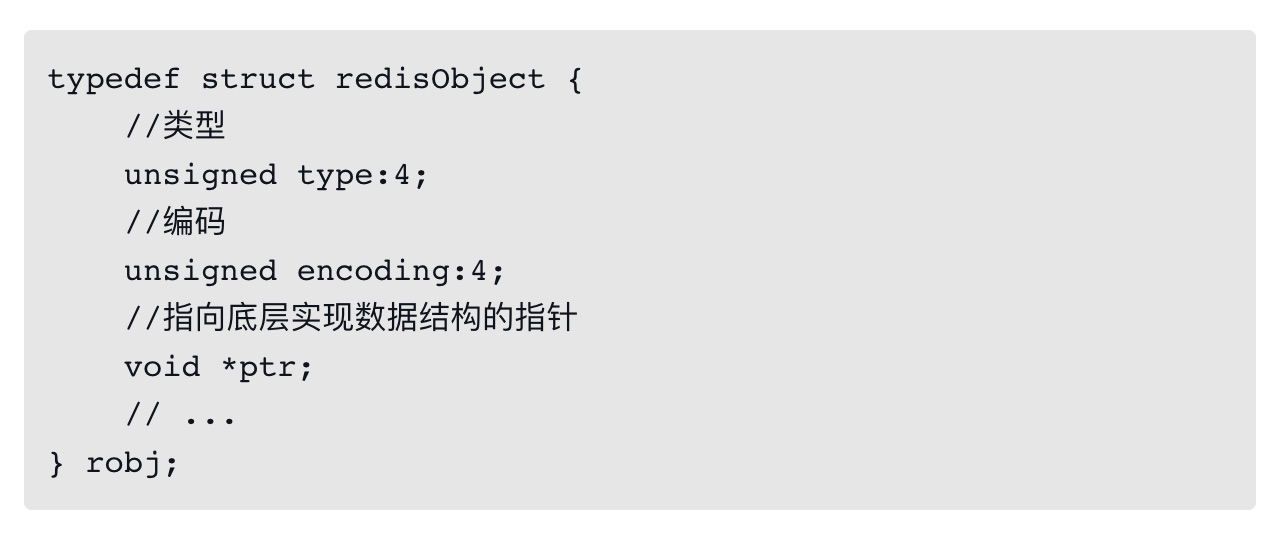 typedef struct redisObject {
    //类型
    unsigned type:4;
    //编码
    unsigned encoding:4;
    //指向底层实现数据结构的指针
    void *ptr;
    // ...
} robj;